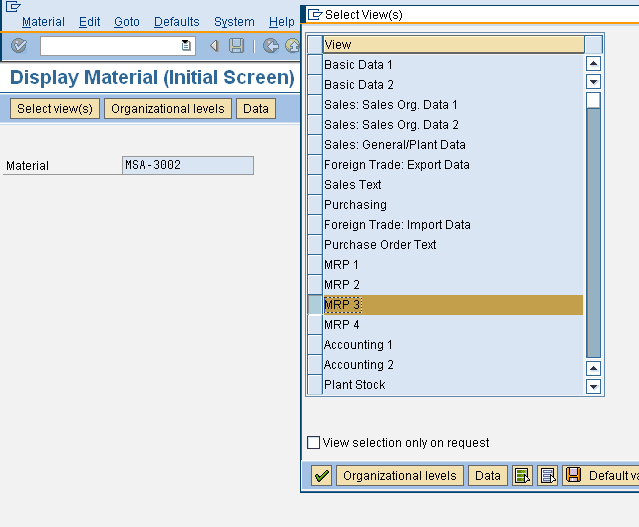 Material Edit Goto Defaults System Help
Display Material (Initial Screen)
Select view(s) Organizational levels Data
Material MSA-3002
Select View(s)
View
Basic Data 1
Basic Data 2
Sales: Sales Org. Data 1
Sales: Sales Org. Data 2
Sales: General/Plant Data
Foreign Trade: Export Data
Sales Text
Purchasing
Foreign Trade: Import Data
Purchase Order Text
MRP 1
MRP 2
MRP 3
MRP 4
Accounting 1
Accounting 2
Plant Stock
View selection only on request
Organizational levels Data Default va